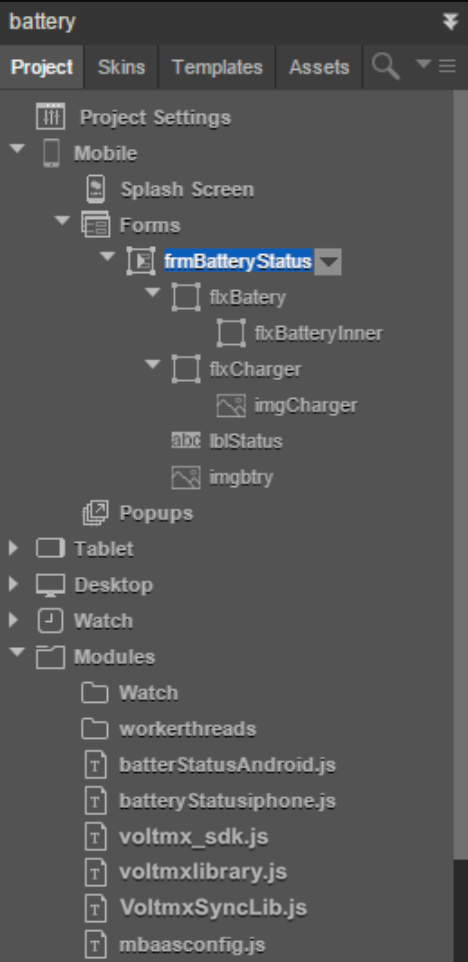 battery
Project Skins Templates Assets
Project Settings
Mobile
Splash Screen
Forms
frmBatteryStatus
flxBatery
flxBatteryInner
flxCharger
imgCharger
abc lblStatus
imgbtry
Popups
Tablet
Desktop
Watch
Modules
Watch
workerthreads
T batterStatusAndroid.js
T batteryStatusiphone.js
T voltmx_sdk.js
T voltmxlibrary.js
T VoltmxSyncLib.js
T mbaasconfig.js